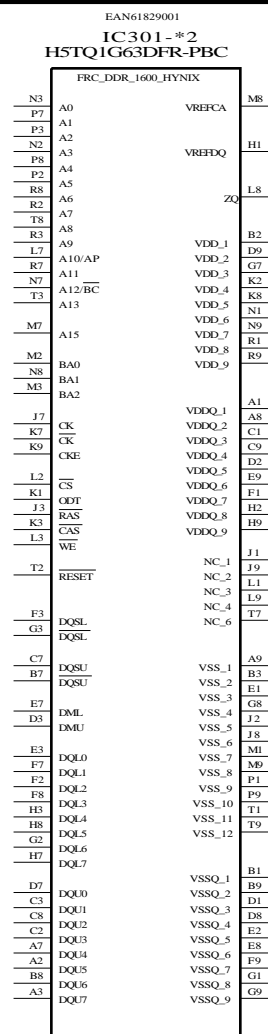 EAN61829001
IC301-*2
H5TQ1G63DFR-PBC
FRC_DDR_1600_HYNIX
N3 A0
P7 A1
P3 A2
N2 A3
P8 A4
P2 A5
R8 A6
R2 A7
T8 A8
R3 A9
L7 A10/AP
R7 A11
N7 A12/BC
T3 A13
M7 A15
M2 BA0
N8 BA1
M3 BA2
J7 CK
K7 CK
K9 CKE
L2 CS
K1 ODT
J3 RAS
K3 CAS
L3 WE
T2 RESET
F3 DQSL
G3 DQSL
C7 DQSU
B7 DQSU
E7 DML
D3 DMU
E3 DQL0
F7 DQL1
F2 DQL2
F8 DQL3
H3 DQL4
H8 DQL5
G2 DQL6
H7 DQL7
D7 DQU0
C3 DQU1
C8 DQU2
C2 DQU3
A7 DQU4
A2 DQU5
B8 DQU6
A3 DQU7
VREFCA M8
VREFDQ H1
ZQ L8
VDD_1 B2
VDD_2 D9
VDD_3 G7
VDD_4 K2
VDD_5 K8
VDD_6 N1
VDD_7 N9
VDD_8 R1
VDD_9 R9
VDDQ_1 A1
VDDQ_2 A8
VDDQ_3 C1
VDDQ_4 C9
VDDQ_5 D2
VDDQ_6 E9
VDDQ_7 F1
VDDQ_8 H2
VDDQ_9 H9
NC_1 J1
NC_2 J9
NC_3 L1
NC_4 L9
NC_6 T7
VSS_1 A9
VSS_2 B3
VSS_3 E1
VSS_4 G8
VSS_5 J2
VSS_6 J8
VSS_7 M1
VSS_8 M9
VSS_9 P1
VSS_10 P9
VSS_11 T1
VSS_12 T9
VSSQ_1 B1
VSSQ_2 B9
VSSQ_3 D1
VSSQ_4 D8
VSSQ_5 E2
VSSQ_6 E8
VSSQ_7 F9
VSSQ_8 G1
VSSQ_9 G9